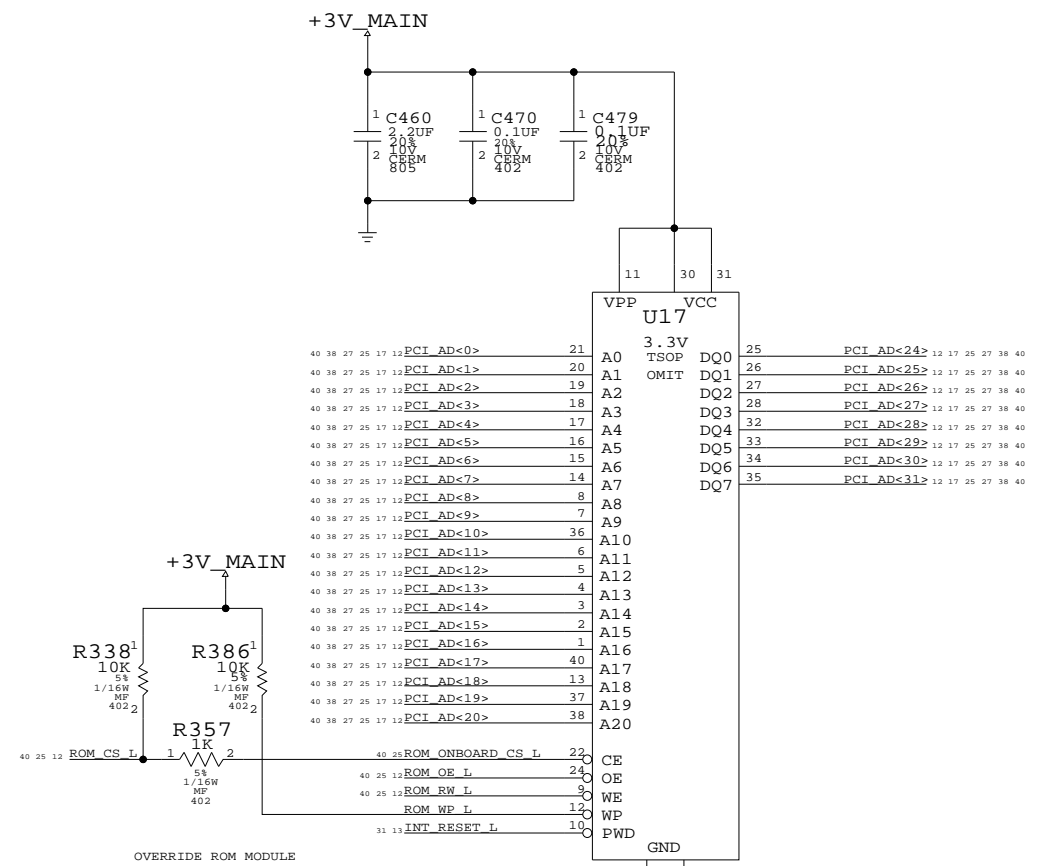 +3V_MAIN
1 C460
2.2UF
20%
10V
2 CERM
805
1 C470
0.1UF
20%
10V
2 CERM
402
1 C479
0.1UF
20%
10V
2 CERM
402
11 30 31
VPP VCC
U17
3.3V
TSOP
OMIT
40 38 27 25 17 12 PCI_AD<0> 21 A0 DQ0 25 PCI_AD<24> 12 17 25 27 38 40
40 38 27 25 17 12 PCI_AD<1> 20 A1 DQ1 26 PCI_AD<25> 12 17 25 27 38 40
40 38 27 25 17 12 PCI_AD<2> 19 A2 DQ2 27 PCI_AD<26> 12 17 25 27 38 40
40 38 27 25 17 12 PCI_AD<3> 18 A3 DQ3 28 PCI_AD<27> 12 17 25 27 38 40
40 38 27 25 17 12 PCI_AD<4> 17 A4 DQ4 32 PCI_AD<28> 12 17 25 27 38 40
40 38 27 25 17 12 PCI_AD<5> 16 A5 DQ5 33 PCI_AD<29> 12 17 25 27 38 40
40 38 27 25 17 12 PCI_AD<6> 15 A6 DQ6 34 PCI_AD<30> 12 17 25 27 38 40
40 38 27 25 17 12 PCI_AD<7> 14 A7 DQ7 35 PCI_AD<31> 12 17 25 27 38 40
40 38 27 25 17 12 PCI_AD<8> 8 A8
40 38 27 25 17 12 PCI_AD<9> 7 A9
40 38 27 25 17 12 PCI_AD<10> 36 A10
40 38 27 25 17 12 PCI_AD<11> 6 A11
40 38 27 25 17 12 PCI_AD<12> 5 A12
40 38 27 25 17 12 PCI_AD<13> 4 A13
40 38 27 25 17 12 PCI_AD<14> 3 A14
40 38 27 25 17 12 PCI_AD<15> 2 A15
40 38 27 25 17 12 PCI_AD<16> 1 A16
40 38 27 25 17 12 PCI_AD<17> 40 A17
40 38 27 25 17 12 PCI_AD<18> 13 A18
40 38 27 25 17 12 PCI_AD<19> 37 A19
40 38 27 25 17 12 PCI_AD<20> 38 A20
+3V_MAIN
R338 1
10K
5%
1/16W
MF
402 2
R386 1
10K
5%
1/16W
MF
402 2
R357
1K
40 25 12 ROM_CS_L 1 2 40 25 ROM_ONBOARD_CS_L 22 CE
5%
1/16W
MF
402
40 25 12 ROM_OE_L 24 OE
40 25 12 ROM_RW_L 9 WE
ROM_WP_L 12 WP
31 13 INT_RESET_L 10 PWD
GND
OVERRIDE ROM MODULE